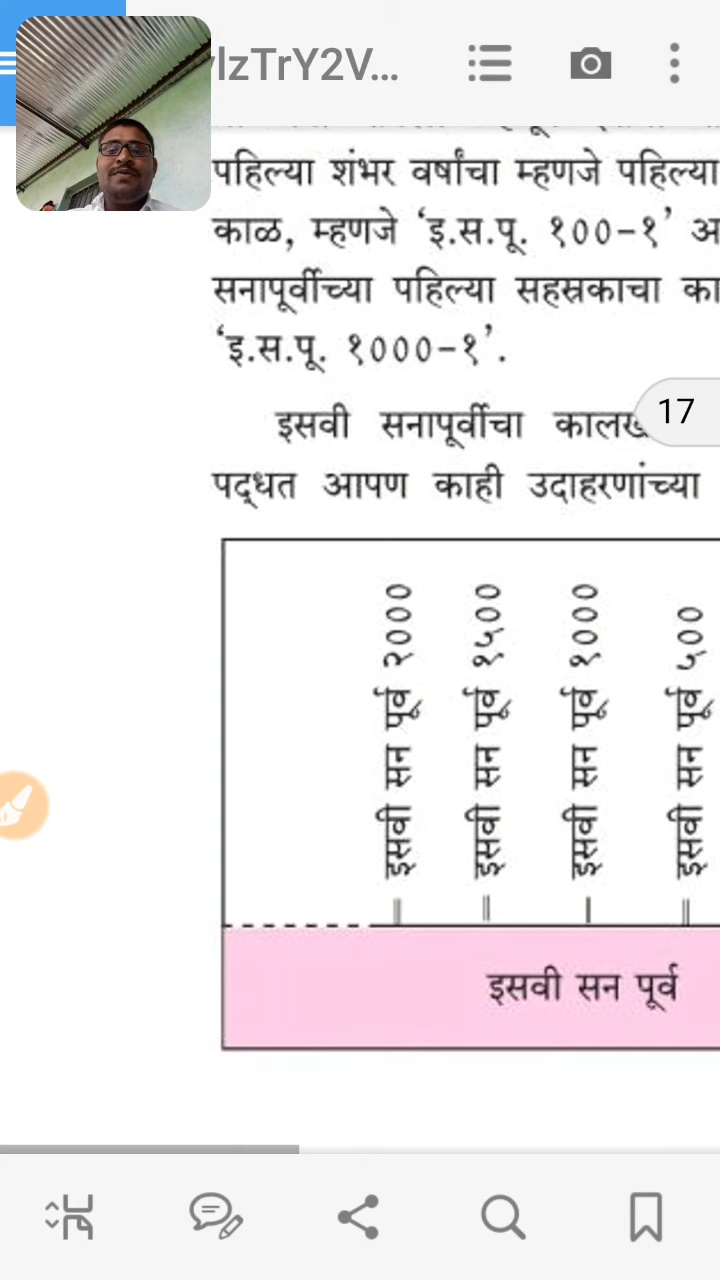 lzTrY2V...
पहिल्या शंभर वर्षांचा म्हणजे पहिल्या
काळ, म्हणजे ‘इ.स.पू. १००-१’ अ
सनापूर्वीच्या पहिल्या सहस्रकाचा का
‘इ.स.पू. १०००-१’.
17
इसवी सनापूर्वीचा कालख
पद्धत आपण काही उदाहरणांच्या
इसवी सन पूर्व २०००
इसवी सन पूर्व १५००
इसवी सन पूर्व १०००
इसवी सन पूर्व ५००
इसवी सन पूर्व